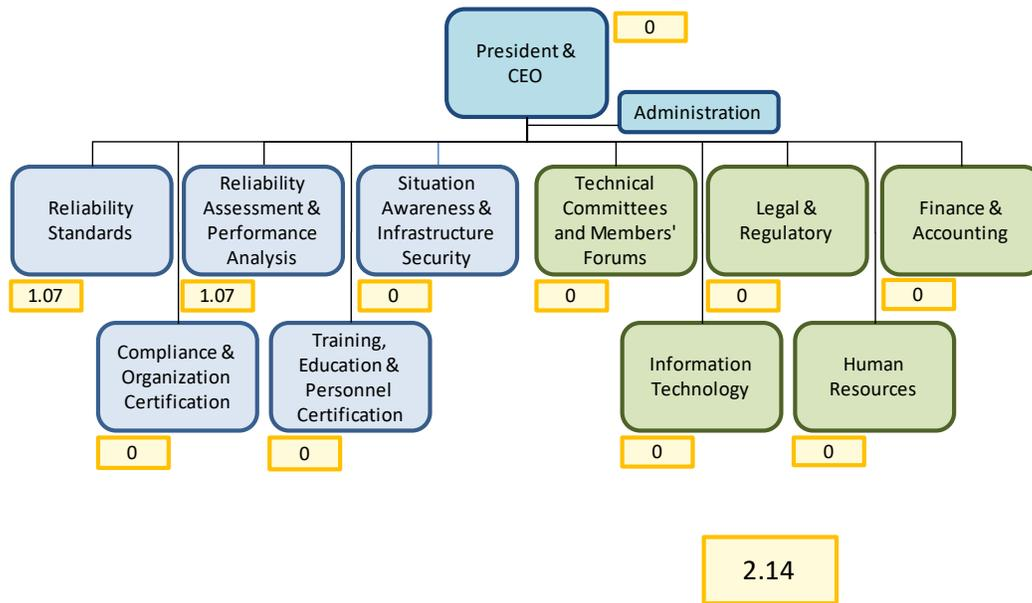 President &
CEO
0
Administration
Reliability
Standards
1.07
Reliability
Assessment &
Performance
Analysis
1.07
Situation
Awareness &
Infrastructure
Security
0
Technical
Committees
and Members'
Forums
0
Legal &
Regulatory
0
Finance &
Accounting
0
Compliance &
Organization
Certification
0
Training,
Education &
Personnel
Certification
0
Information
Technology
0
Human
Resources
0
2.14